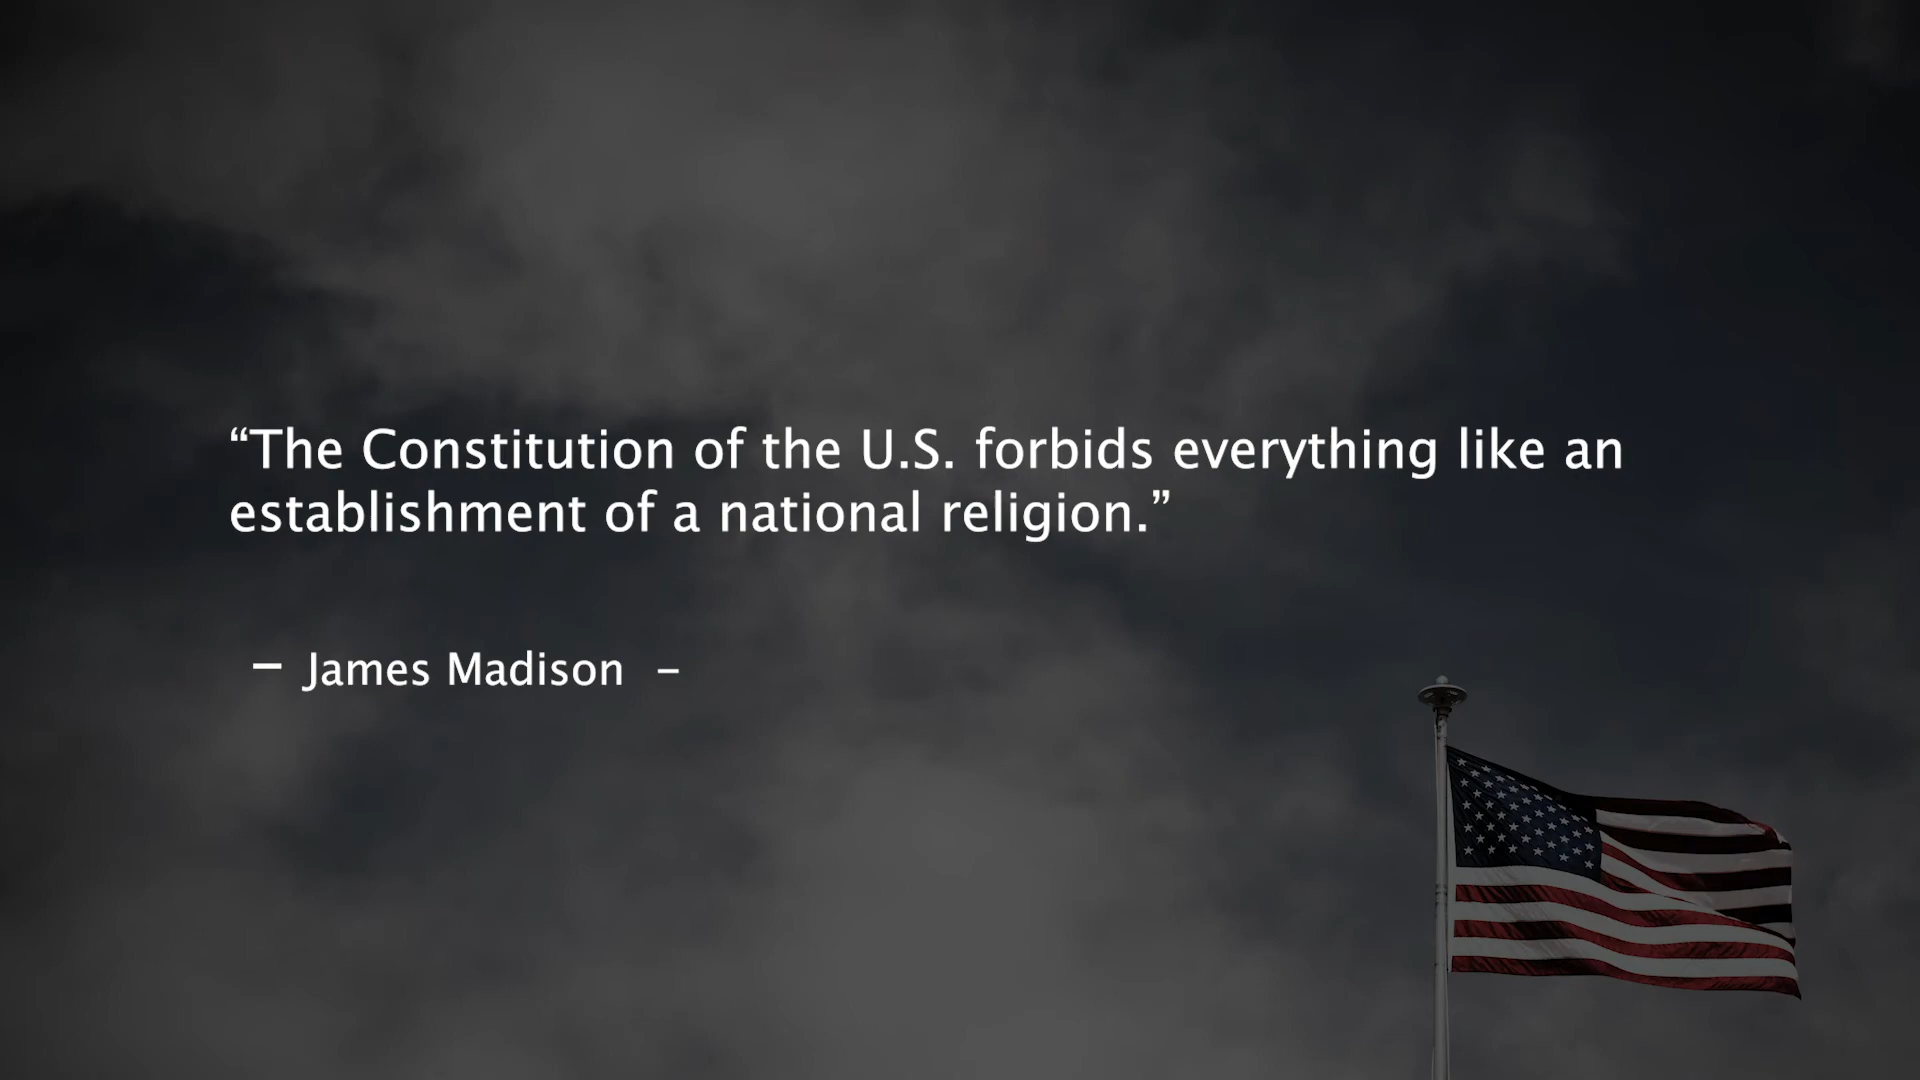 “The Constitution of the U.S. forbids everything like an
establishment of a national religion.”
– James Madison –